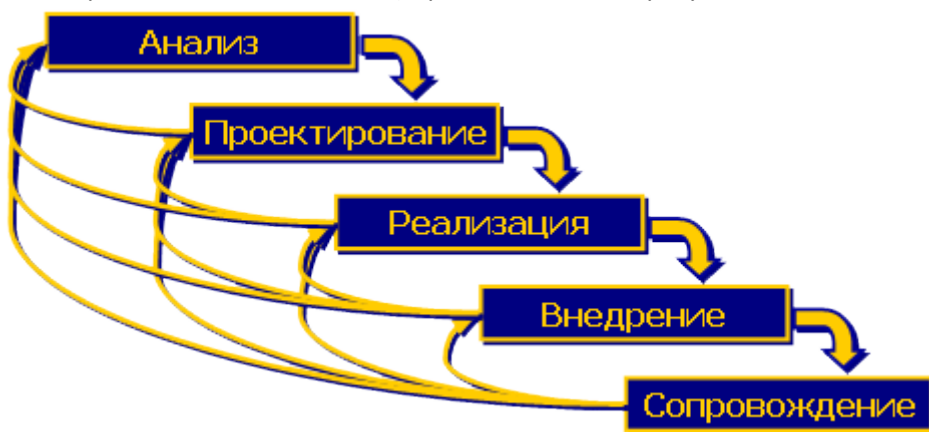 Анализ
Проектирование
Реализация
Внедрение
Сопровождение